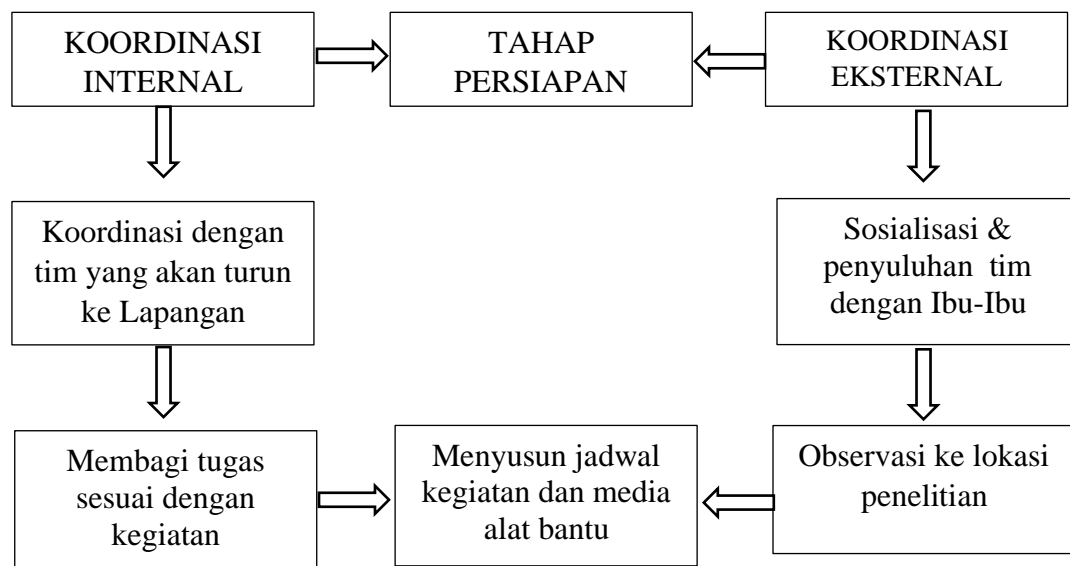 KOORDINASI
INTERNAL
TAHAP
PERSIAPAN
KOORDINASI
EKSTERNAL
Koordinasi dengan
tim yang akan turun
ke Lapangan
Sosialisasi &
penyuluhan tim
dengan Ibu-Ibu
Membagi tugas
sesuai dengan
kegiatan
Menyusun jadwal
kegiatan dan media
alat bantu
Observasi ke lokasi
penelitian